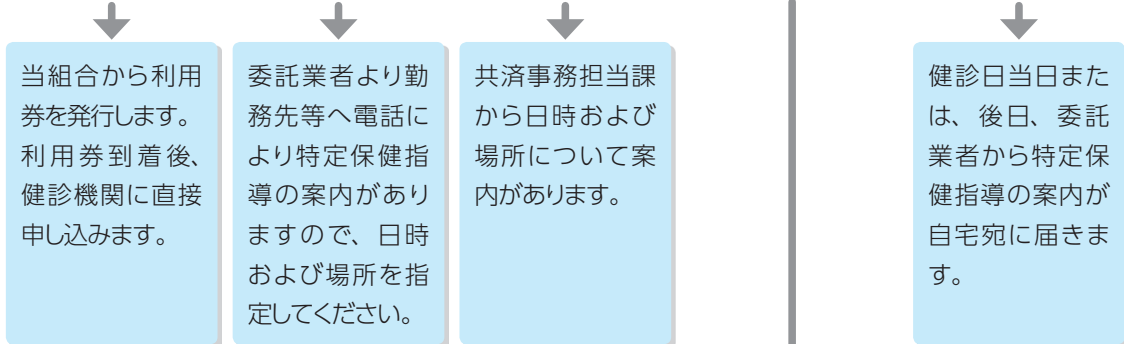 当組合から利用
券を発行します。
利用券到着後、
健診機関に直接
申し込みます。
委託業者より勤
務先等へ電話に
より特定保健指
導の案内があり
ますので、日時
および場所を指
定してください。
共済事務担当課
から日時および
場所について案
内があります。
健診日当日また
は、後日、委託
業者から特定保
健指導の案内が
自宅宛に届きま
す。